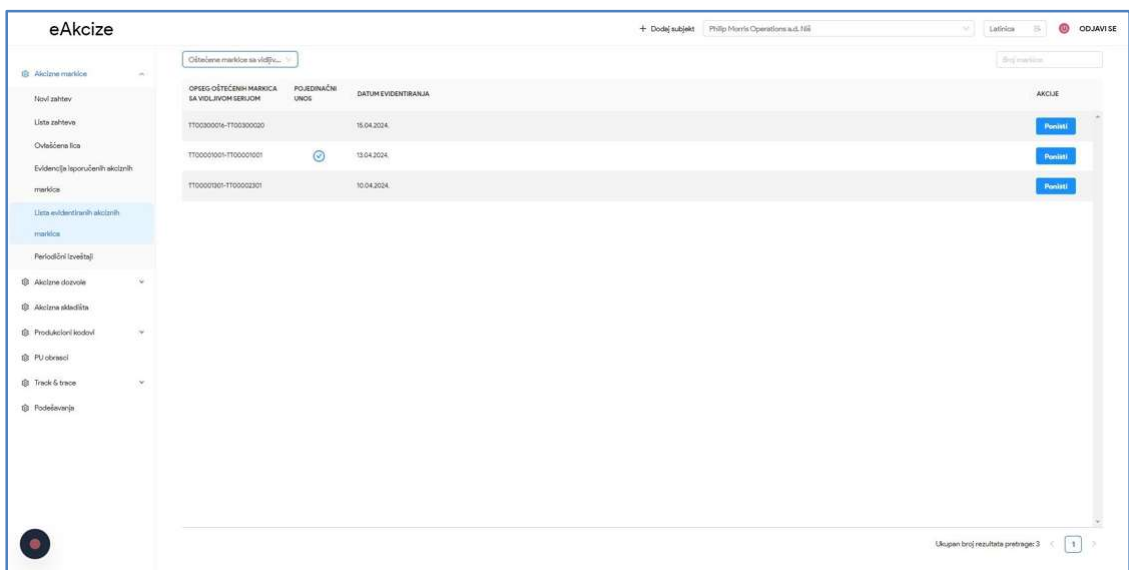 eAkcize
+ Dodaj subjekt
Philip Morris Operations a.d. Niš
Latinica
ODJAVI SE
Akcizne markice
Novi zahtev
Lista zahteva
Ovlašćena lica
Evidencija isporučenih akciznih
markica
Lista evidentiranih akciznih
markica
Periodični izveštaji
Akcizne dozvole
Akcizna skladišta
Produkcioni kodovi
PU obrasci
Track & trace
Podešavanja
Oštećene markice sa vidljiv...
Broj markice
OPSEG OŠTEĆENIH MARKICA
SA VIDLJIVOM SERIJOM
POJEDINAČNI
UNOS
DATUM EVIDENTIRANJA
AKCIJE
TT00300016-TT00300020
15.04.2024.
Poništi
TT00001001-TT00001001
13.04.2024.
Poništi
TT00001301-TT00002301
10.04.2024.
Poništi
Ukupan broj rezultata pretrage: 3
1